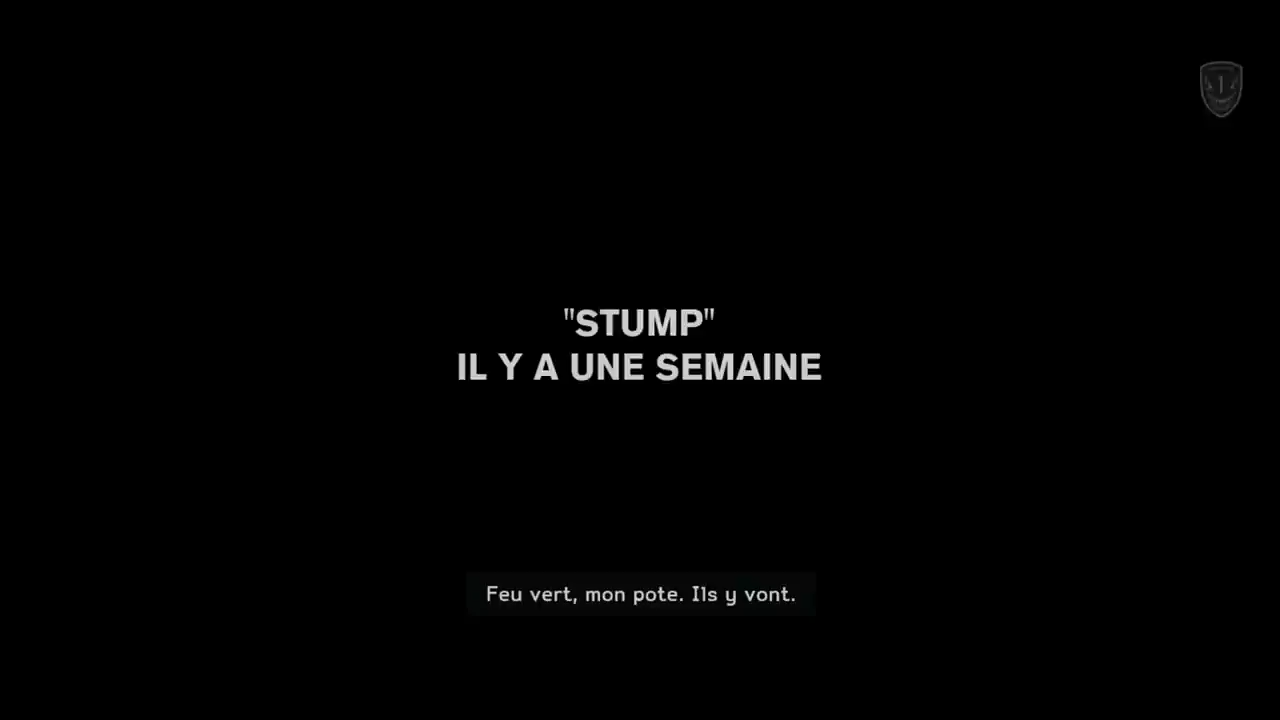 "STUMP"
IL Y A UNE SEMAINE
Feu vert, mon pote. Ils y vont.